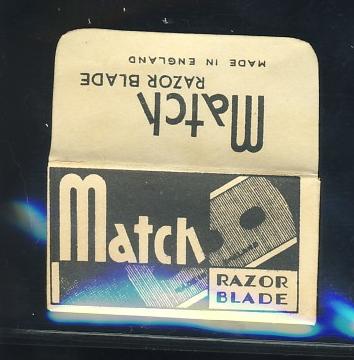 MADE IN ENGLAND
RAZOR BLADE
Match
Match
RAZOR
BLADE